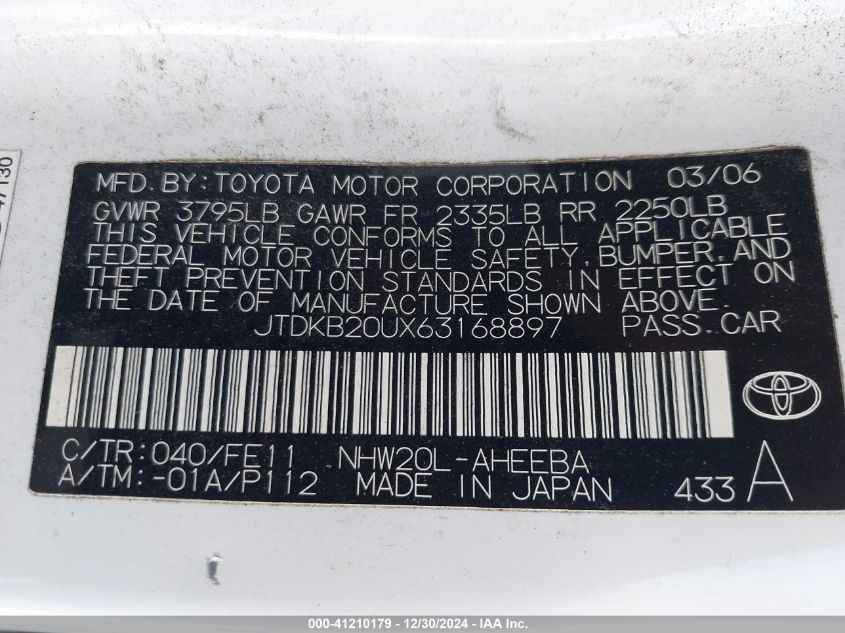 MFD. BY: TOYOTA MOTOR CORPORATION 03/06
GVWR 3795LB GAWR FR 2335LB RR 2250LB
THIS VEHICLE CONFORMS TO ALL APPLICABLE
FEDERAL MOTOR VEHICLE SAFETY, BUMPER, AND
THEFT PREVENTION STANDARDS IN EFFECT ON
THE DATE OF MANUFACTURE SHOWN ABOVE.
JTDKB20UX63168897 PASS. CAR
C/TR: 040/FE11 NHW20L-AHEEBA
A/TM: -01A/P112 MADE IN JAPAN 433 A
000-41210179 - 12/30/2024 - IAA Inc.